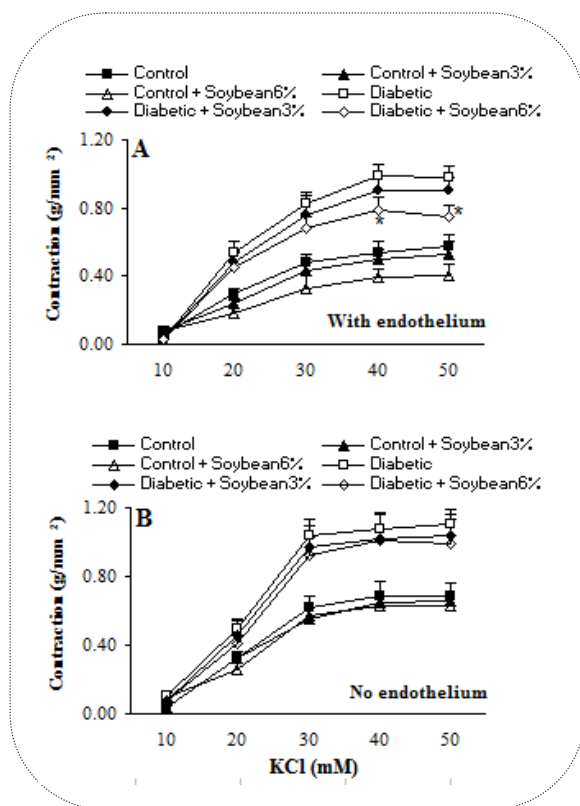 Control Control + Soybean3%
Control + Soybean6% Diabetic
Diabetic + Soybean3% Diabetic + Soybean6%
A
1.20
0.80
0.40
0.00
Contraction (g/mm ²)
*
*
With endothelium
10 20 30 40 50
Control Control + Soybean3%
Control + Soybean6% Diabetic
Diabetic + Soybean3% Diabetic + Soybean6%
B
1.20
0.80
0.40
0.00
Contraction (g/mm ²)
No endothelium
10 20 30 40 50
KCl (mM)